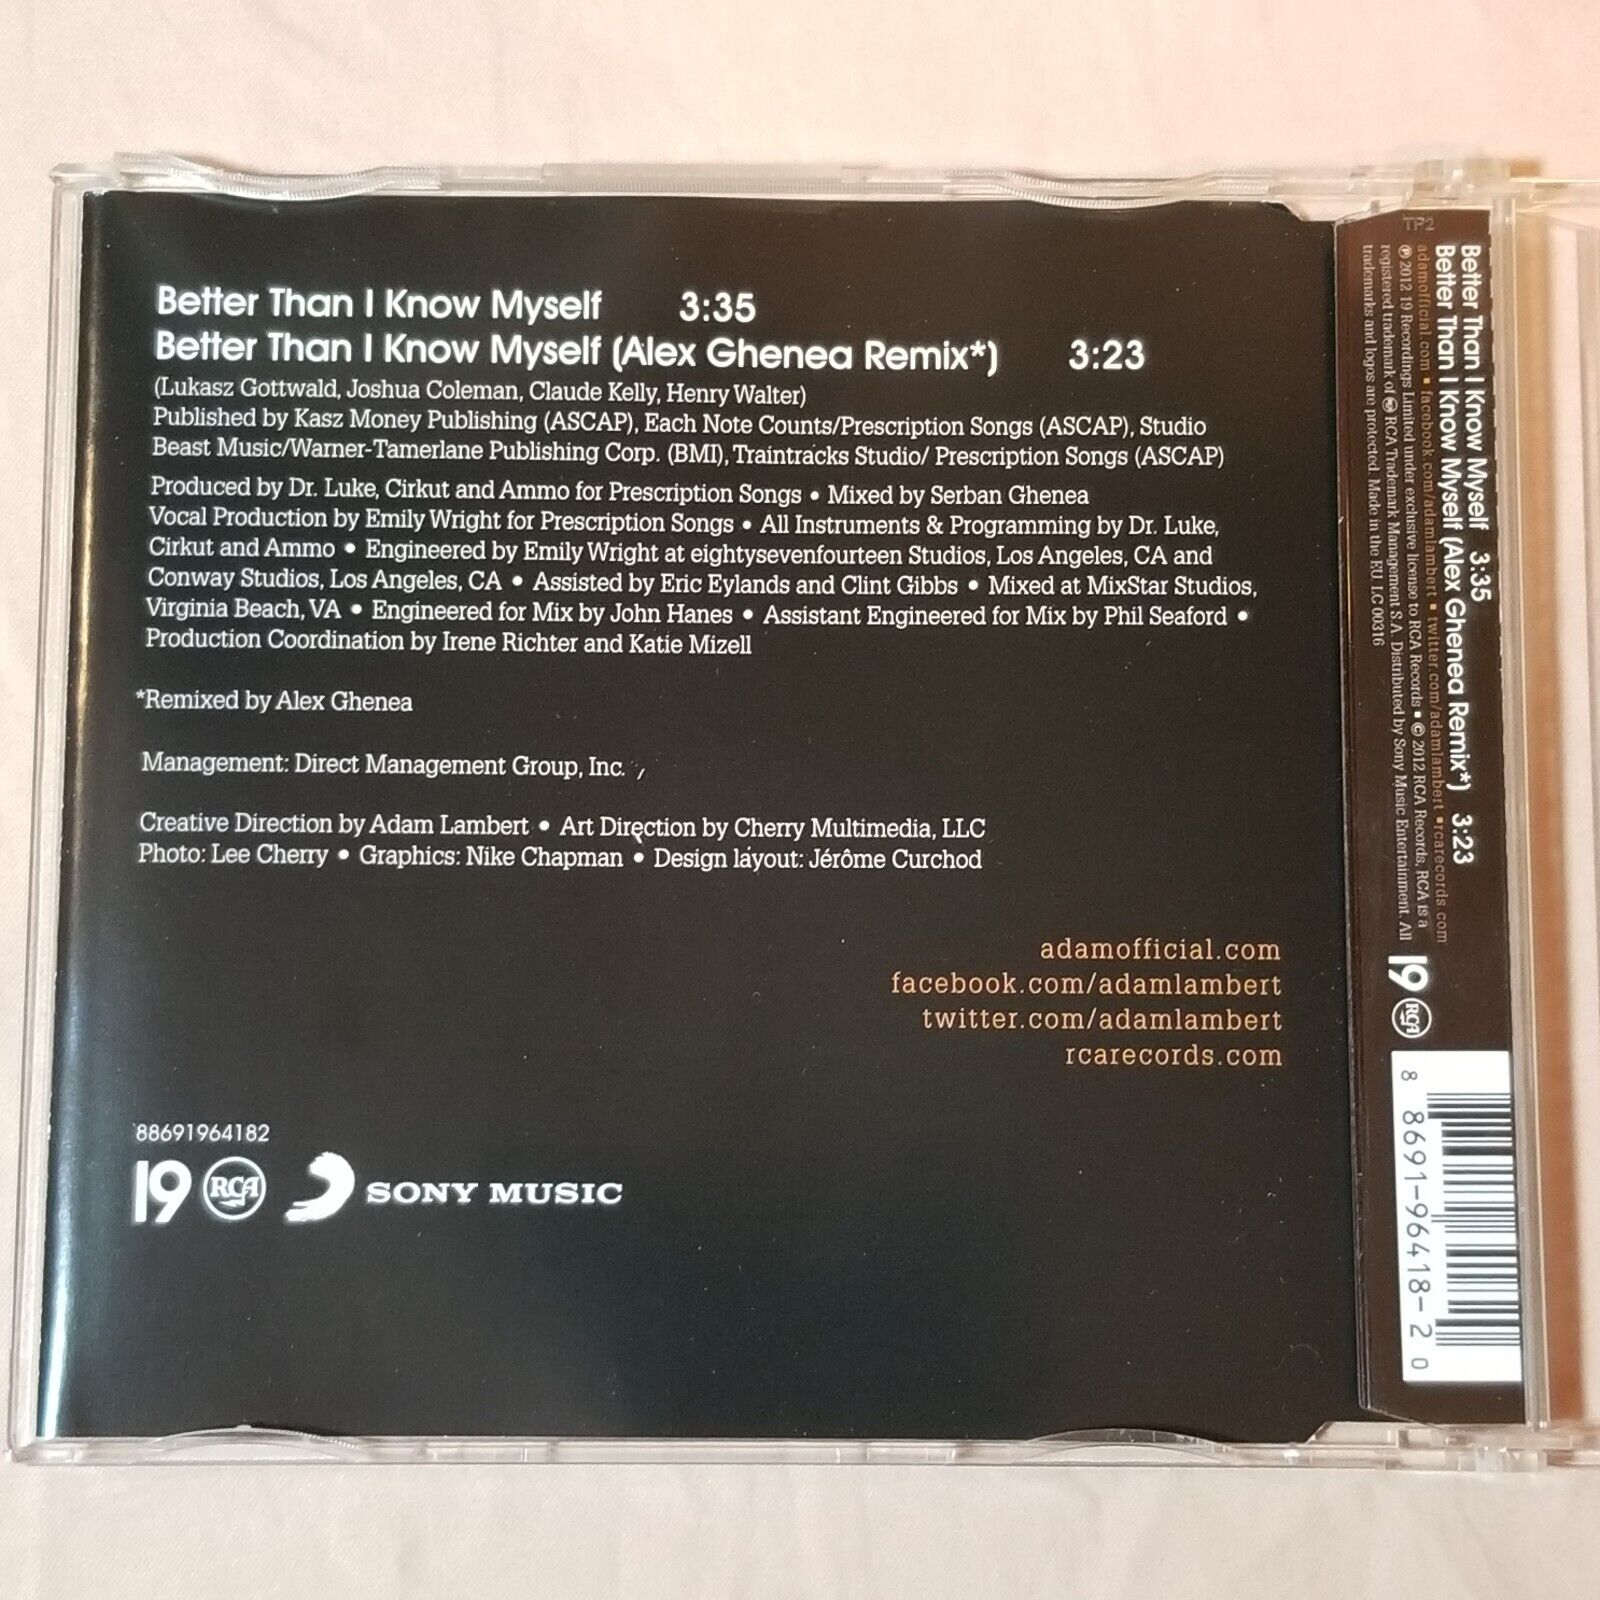 Better Than I Know Myself 3:35
Better Than I Know Myself (Alex Ghenea Remix*) 3:23
(Lukasz Gottwald, Joshua Coleman, Claude Kelly, Henry Walter)
Published by Kasz Money Publishing (ASCAP), Each Note Counts/Prescription Songs (ASCAP), Studio
Beast Music/Warner-Tamerlane Publishing Corp. (BMI), Traintracks Studio/ Prescription Songs (ASCAP)
Produced by Dr. Luke, Cirkut and Ammo for Prescription Songs • Mixed by Serban Ghenea
Vocal Production by Emily Wright for Prescription Songs • All Instruments & Programming by Dr. Luke,
Cirkut and Ammo • Engineered by Emily Wright at eightysevenfourteen Studios, Los Angeles, CA and
Conway Studios, Los Angeles, CA • Assisted by Eric Eylands and Clint Gibbs • Mixed at MixStar Studios,
Virginia Beach, VA • Engineered for Mix by John Hanes • Assistant Engineered for Mix by Phil Seaford •
Production Coordination by Irene Richter and Katie Mizell
*Remixed by Alex Ghenea
Management: Direct Management Group, Inc.
Creative Direction by Adam Lambert • Art Direction by Cherry Multimedia, LLC
Photo: Lee Cherry • Graphics: Nike Chapman • Design layout: Jérôme Curchod
adamofficial.com
facebook.com/adamlambert
twitter.com/adamlambert
rcarecords.com
88691964182
19 RCA SONY MUSIC
TP2
Better Than I Know Myself 3:35
Better Than I Know Myself (Alex Ghenea Remix*) 3:23
adamofficial.com • facebook.com/adamlambert • twitter.com/adamlambert • rcarecords.com
℗ 2012 19 Recordings Limited under exclusive license to RCA Records • © 2012 RCA Records. RCA is a
registered trademark of RCA Trademark Management S.A. Distributed by Sony Music Entertainment. All
trademarks and logos are protected. Made in the EU. LC 00316
19 RCA
8 8691-96418-2 0